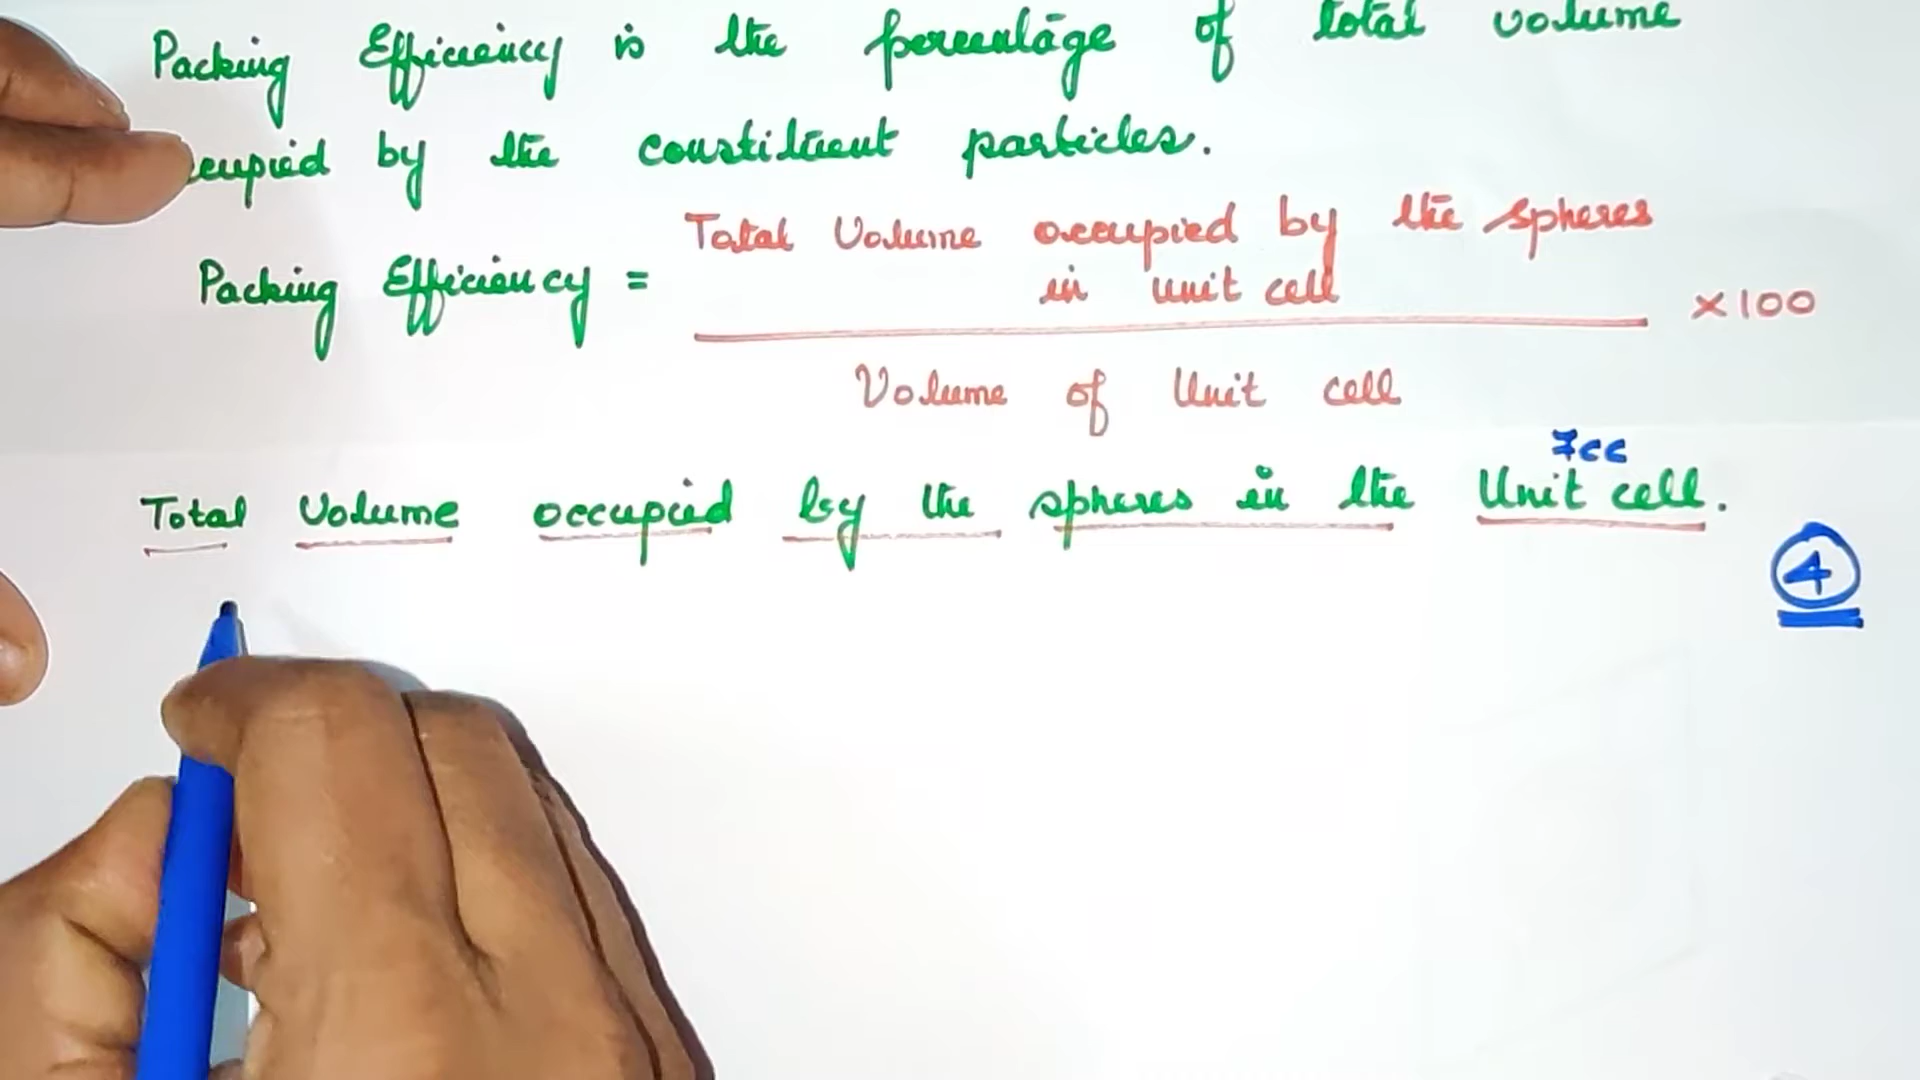 Packing Efficiency is the percentage of total volume
ccupied by the constituent particles.
Total Volume occupied by the spheres
in unit cell
Packing Efficiency =
×100
Volume of Unit cell
FCC
Total Volume occupied by the spheres in the Unit cell.
4